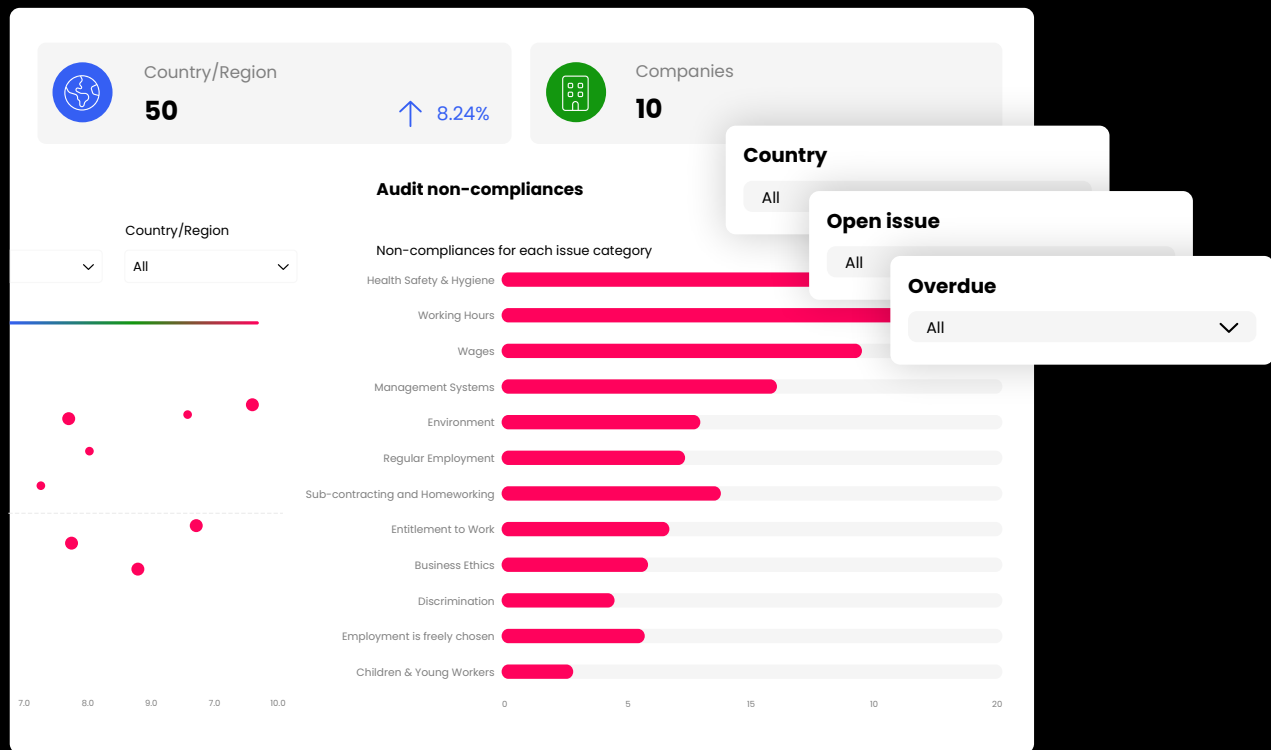 Country/Region
50
8.24%
Companies
10
Country
All
Open issue
All
Overdue
All
Country/Region
All
7.0 8.0 9.0 7.0 10.0
Audit non-compliances
Non-compliances for each issue category
Health Safety & Hygiene
Working Hours
Wages
Management Systems
Environment
Regular Employment
Sub-contracting and Homeworking
Entitlement to Work
Business Ethics
Discrimination
Employment is freely chosen
Children & Young Workers
0 5 15 10 20